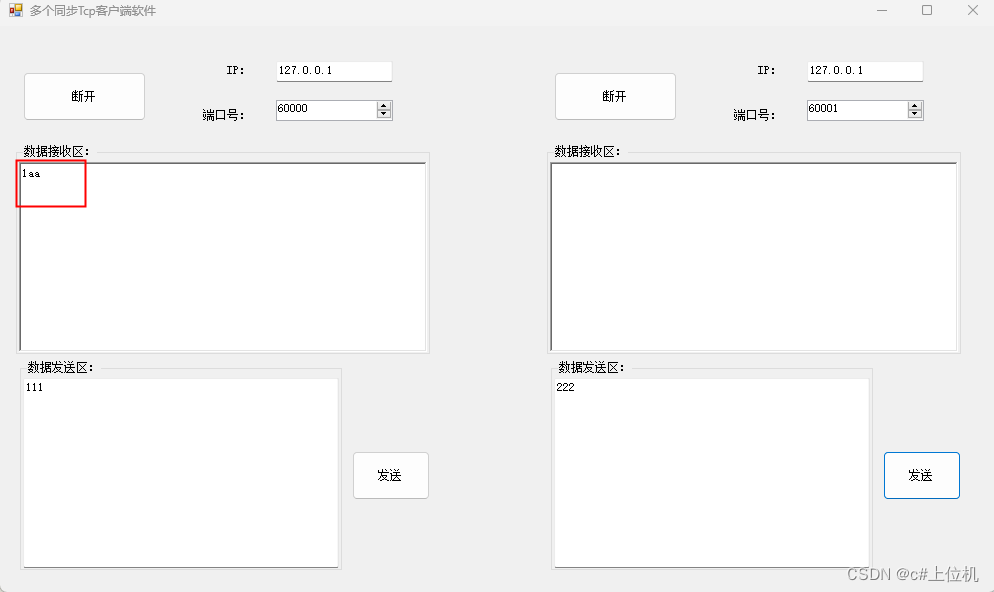 多个同步Tcp客户端软件
断开
IP:
127.0.0.1
端口号:
60000
数据接收区:
1aa
数据发送区:
111
发送
断开
IP:
127.0.0.1
端口号:
60001
数据接收区:
数据发送区:
222
发送
CSDN @c#上位机